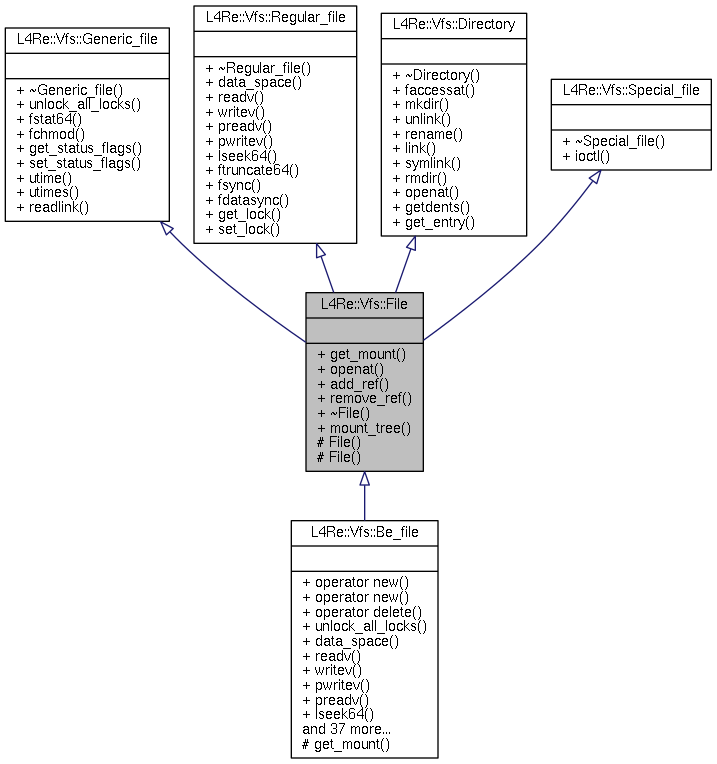 L4Re::Vfs::Generic_file
+ ~Generic_file()
+ unlock_all_locks()
+ fstat64()
+ fchmod()
+ get_status_flags()
+ set_status_flags()
+ utime()
+ utimes()
+ readlink()
L4Re::Vfs::Regular_file
+ ~Regular_file()
+ data_space()
+ readv()
+ writev()
+ preadv()
+ pwritev()
+ lseek64()
+ ftruncate64()
+ fsync()
+ fdatasync()
+ get_lock()
+ set_lock()
L4Re::Vfs::Directory
+ ~Directory()
+ faccessat()
+ mkdir()
+ unlink()
+ rename()
+ link()
+ symlink()
+ rmdir()
+ openat()
+ getdents()
+ get_entry()
L4Re::Vfs::Special_file
+ ~Special_file()
+ ioctl()
L4Re::Vfs::File
+ get_mount()
+ openat()
+ add_ref()
+ remove_ref()
+ ~File()
+ mount_tree()
# File()
# File()
L4Re::Vfs::Be_file
+ operator new()
+ operator new()
+ operator delete()
+ unlock_all_locks()
+ data_space()
+ readv()
+ writev()
+ pwritev()
+ preadv()
+ lseek64()
and 37 more...
# get_mount()